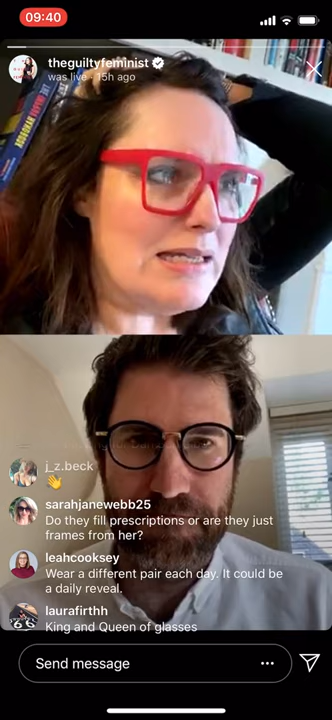 09:40
theguiltyfeminist
was live · 15h ago
j_z.beck
👋
sarahjanewebb25
Do they fill prescriptions or are they just
frames from her?
leahcooksey
Wear a different pair each day. It could be
a daily reveal.
laurafirthh
King and Queen of glasses
Send message